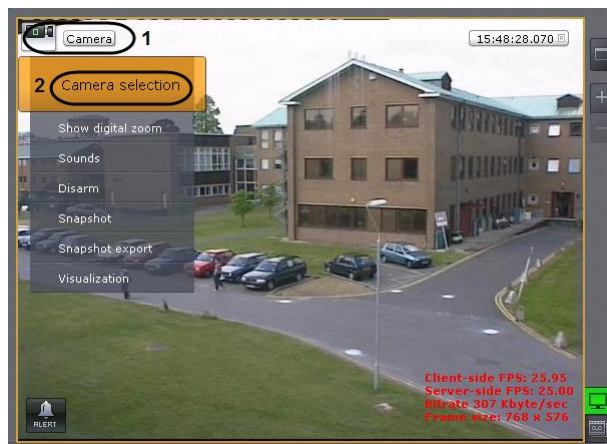 Camera 1 15:48:28.070
2 Camera selection
Show digital zoom
Sounds
Disarm
Snapshot
Snapshot export
Visualization
Client-side FPS: 25.95
Server-side FPS: 25.00
Bitrate 307 Kbyte/sec
Frame size: 768 x 576
ALERT